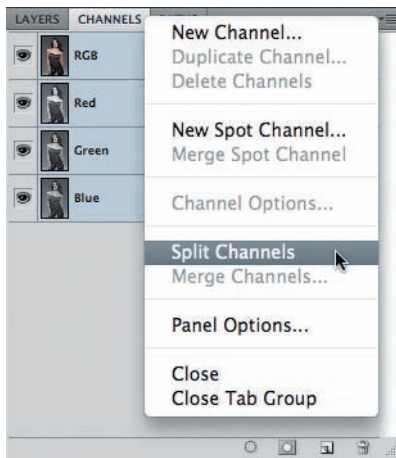 LAYERS CHANNELS
RGB
Red
Green
Blue
New Channel...
Duplicate Channel...
Delete Channels
New Spot Channel...
Merge Spot Channel
Channel Options...
Split Channels
Merge Channels...
Panel Options...
Close
Close Tab Group